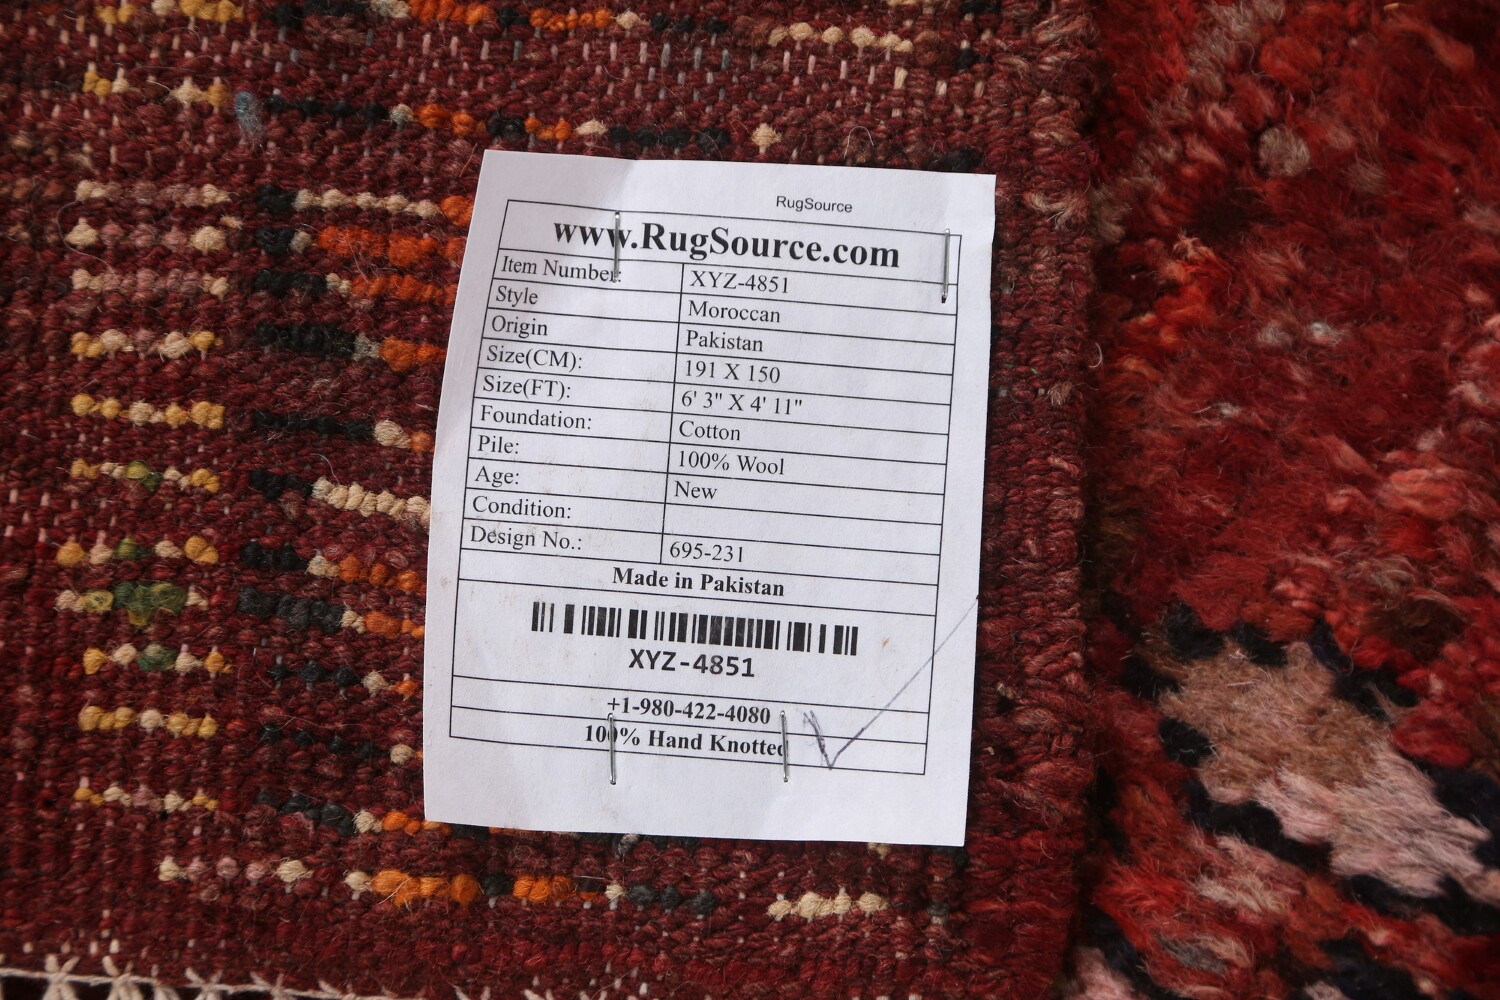 RugSource
www.RugSource.com
Item Number: XYZ-4851
Style Moroccan
Origin Pakistan
Size(CM): 191 X 150
Size(FT): 6' 3" X 4' 11"
Foundation: Cotton
Pile: 100% Wool
Age: New
Condition:
Design No.: 695-231
Made in Pakistan
XYZ-4851
+1-980-422-4080
100% Hand Knotted